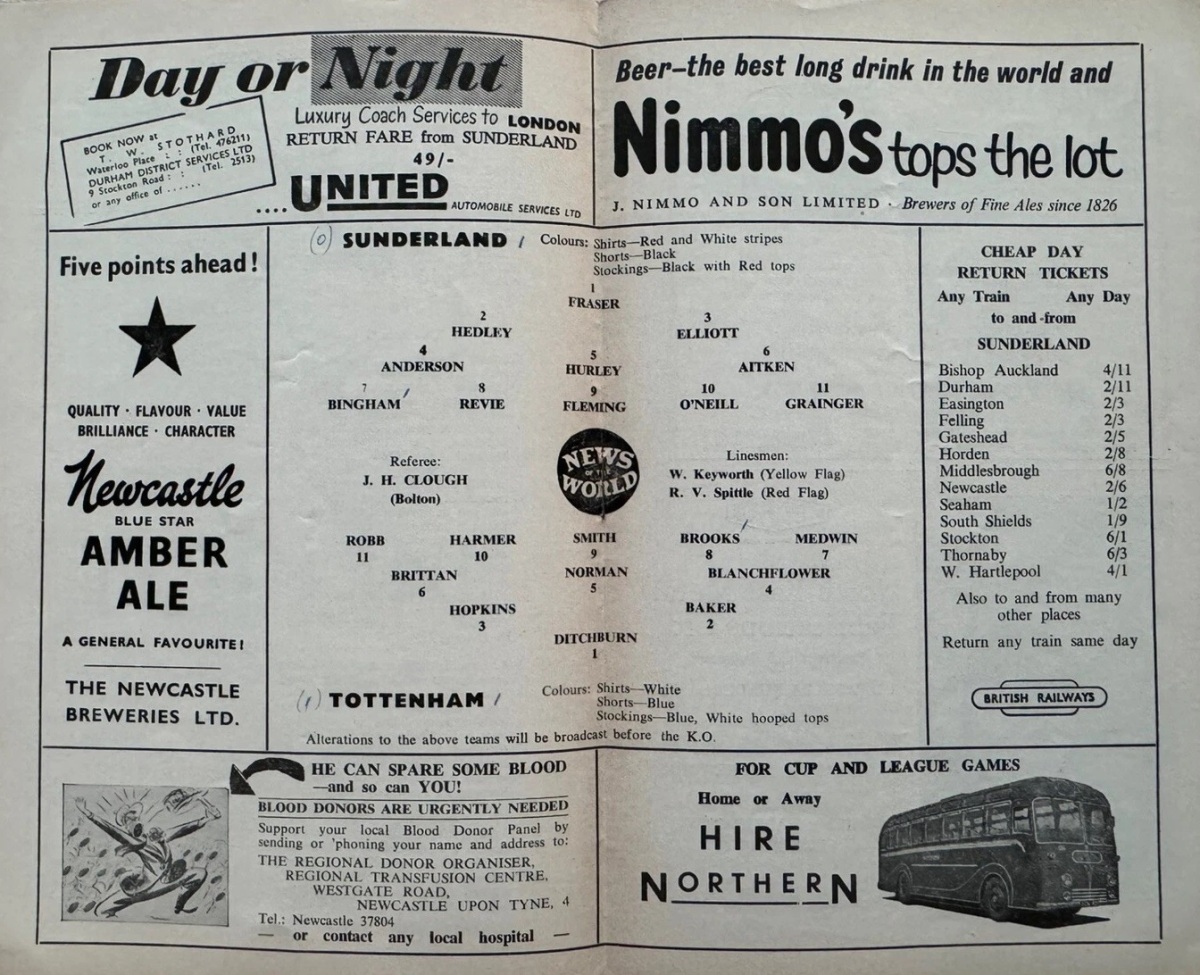 Day or Night
Luxury Coach Services to LONDON
RETURN FARE from SUNDERLAND
49/-
BOOK NOW at
T. W. STOTHARD
Waterloo Place : : (Tel. 476211)
DURHAM DISTRICT SERVICES LTD
9 Stockton Road : : (Tel. 2513)
or any office of ......
.... UNITED AUTOMOBILE SERVICES LTD
Beer–the best long drink in the world and
Nimmo's tops the lot
J. NIMMO AND SON LIMITED · Brewers of Fine Ales since 1826
Five points ahead!
QUALITY · FLAVOUR · VALUE
BRILLIANCE · CHARACTER
Newcastle
BLUE STAR
AMBER
ALE
A GENERAL FAVOURITE!
THE NEWCASTLE
BREWERIES LTD.
(0) SUNDERLAND / Colours: Shirts—Red and White stripes
Shorts—Black
Stockings—Black with Red tops
1
FRASER
2 3
HEDLEY ELLIOTT
4 5 6
ANDERSON HURLEY AITKEN
7 8 9 10 11
BINGHAM / REVIE FLEMING O'NEILL GRAINGER
Referee:
J. H. CLOUGH
(Bolton)
NEWS
OF THE
WORLD
Linesmen:
W. Keyworth (Yellow Flag)
R. V. Spittle (Red Flag)
ROBB HARMER SMITH BROOKS / MEDWIN
11 10 9 8 7
BRITTAN NORMAN BLANCHFLOWER
6 5 4
HOPKINS BAKER
3 2
DITCHBURN
1
(1) TOTTENHAM / Colours: Shirts—White
Shorts—Blue
Stockings—Blue, White hooped tops
Alterations to the above teams will be broadcast before the K.O.
CHEAP DAY
RETURN TICKETS
Any Train Any Day
to and from
SUNDERLAND
Bishop Auckland 4/11
Durham 2/11
Easington 2/3
Felling 2/3
Gateshead 2/5
Horden 2/8
Middlesbrough 6/8
Newcastle 2/6
Seaham 1/2
South Shields 1/9
Stockton 6/1
Thornaby 6/3
W. Hartlepool 4/1
Also to and from many
other places
Return any train same day
BRITISH RAILWAYS
HE CAN SPARE SOME BLOOD
—and so can YOU!
BLOOD DONORS ARE URGENTLY NEEDED
Support your local Blood Donor Panel by
sending or 'phoning your name and address to:
THE REGIONAL DONOR ORGANISER,
REGIONAL TRANSFUSION CENTRE,
WESTGATE ROAD,
NEWCASTLE UPON TYNE, 4
Tel.: Newcastle 37804
— or contact any local hospital —
FOR CUP AND LEAGUE GAMES
Home or Away
HIRE
NORTHERN